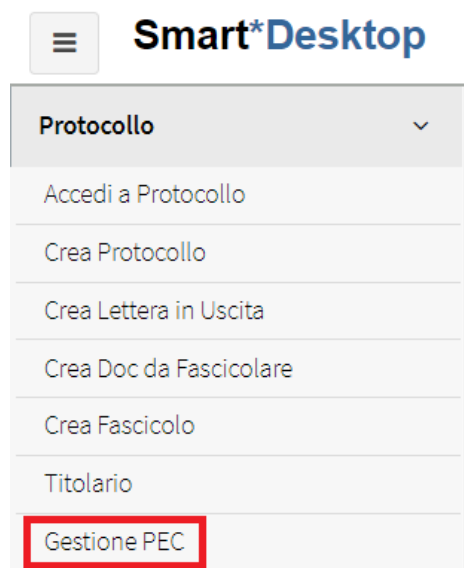 Smart*Desktop
Protocollo
Accedi a Protocollo
Crea Protocollo
Crea Lettera in Uscita
Crea Doc da Fascicolare
Crea Fascicolo
Titolario
Gestione PEC